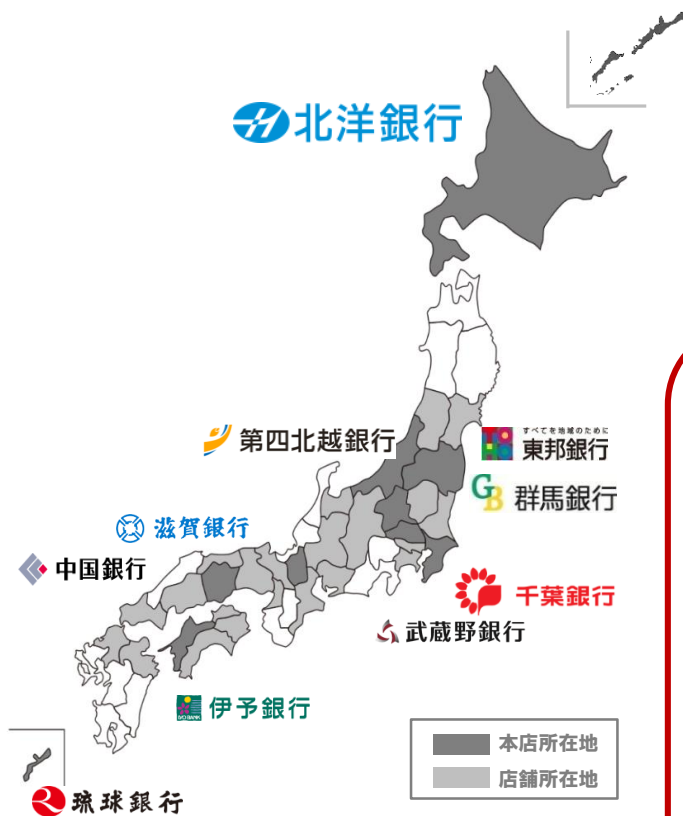 北洋銀行
第四北越銀行
すべてを地域のために
東邦銀行
GB 群馬銀行
滋賀銀行
中国銀行
千葉銀行
武蔵野銀行
IYO BANK 伊予銀行
琉球銀行
本店所在地
店舗所在地